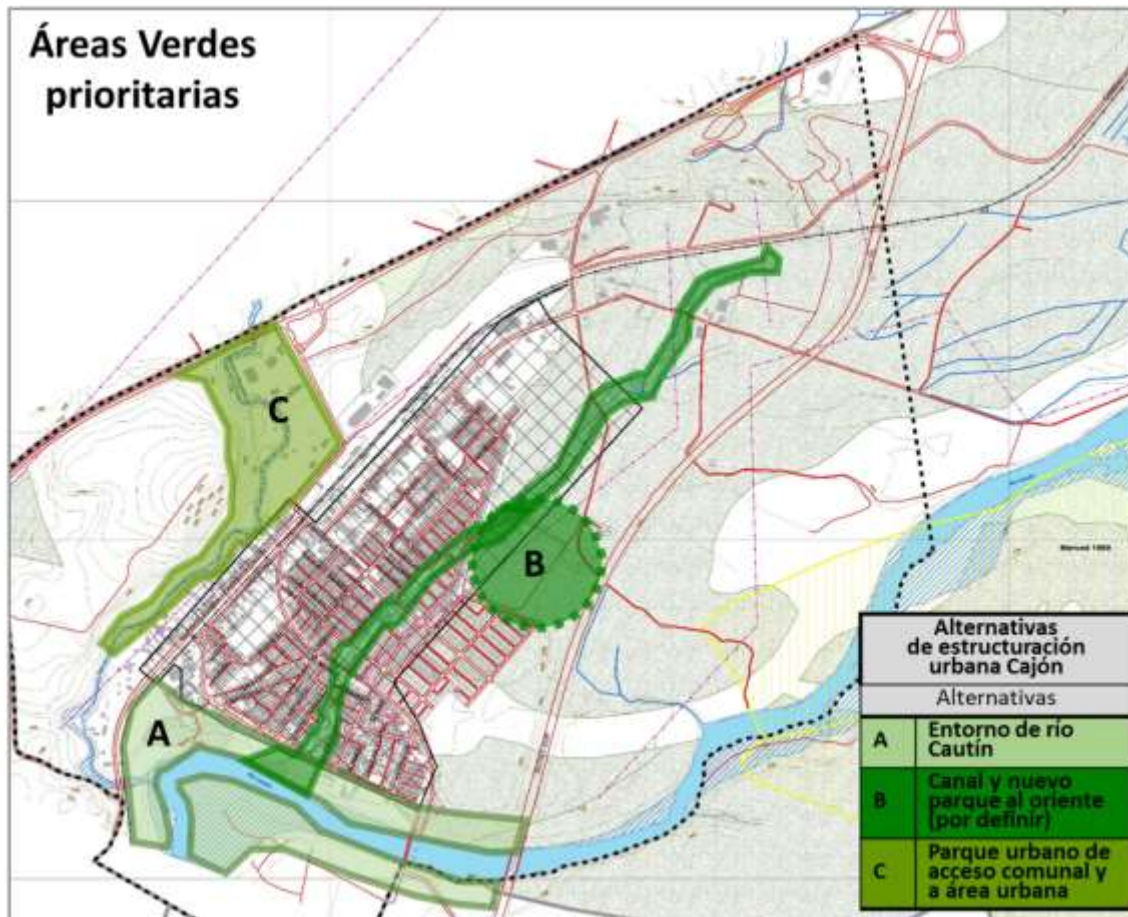 Áreas Verdes
prioritarias
C
B
A
Alternativas
de estructuración
urbana Cajón
Alternativas
A
Entorno de río
Cautín
B
Canal y nuevo
parque al oriente
(por definir)
C
Parque urbano de
acceso comunal y
a área urbana